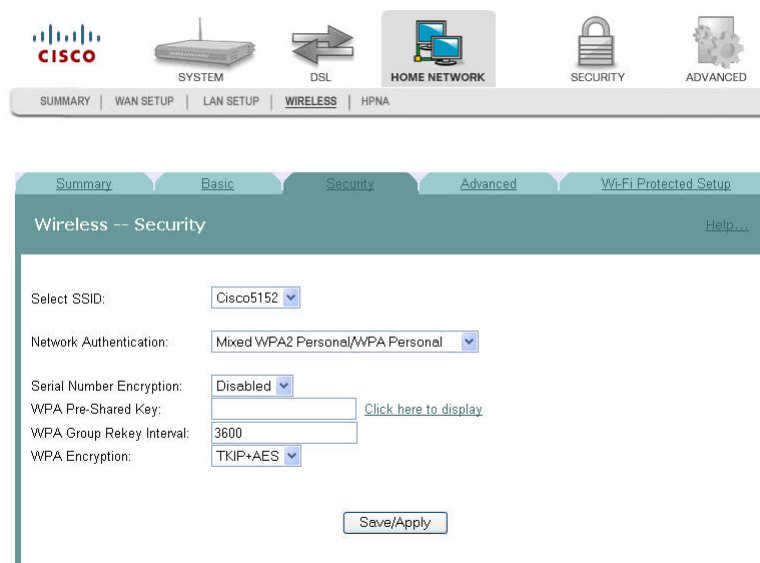 CISCO
SYSTEM
DSL
HOME NETWORK
SECURITY
ADVANCED
SUMMARY | WAN SETUP | LAN SETUP | WIRELESS | HPNA
Summary
Basic
Security
Advanced
Wi-Fi Protected Setup
Wireless -- Security
Help...
Select SSID: Cisco5152
Network Authentication: Mixed WPA2 Personal/WPA Personal
Serial Number Encryption: Disabled
WPA Pre-Shared Key: Click here to display
WPA Group Rekey Interval: 3600
WPA Encryption: TKIP+AES
Save/Apply